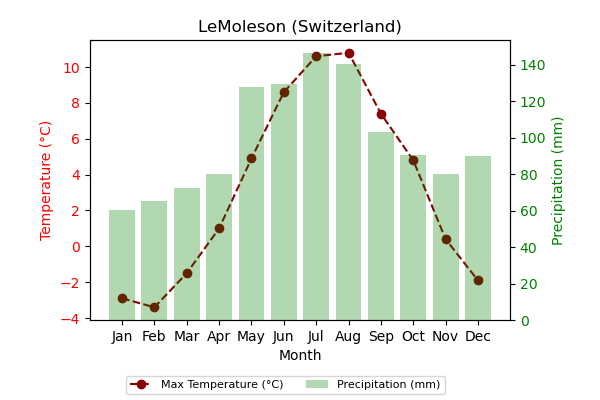 LeMoleson (Switzerland)
10
8
6
4
2
0
−2
−4
Temperature (°C)
140
120
100
80
60
40
20
0
Precipitation (mm)
Jan Feb Mar Apr May Jun Jul Aug Sep Oct Nov Dec
Month
Max Temperature (°C) Precipitation (mm)